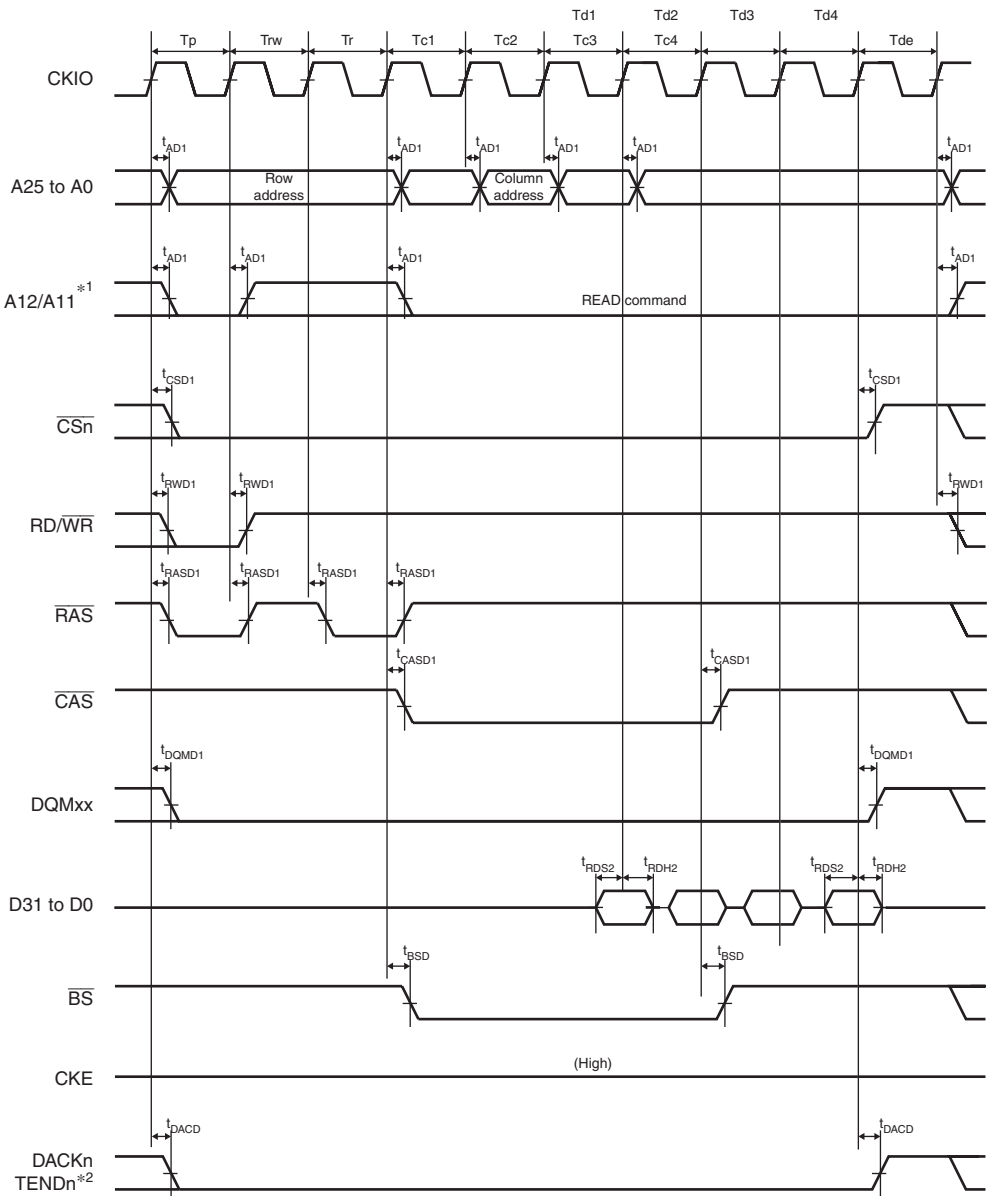 Td1 Td2 Td3 Td4
Tp Trw Tr Tc1 Tc2 Tc3 Tc4 Tde
CKIO
tAD1 tAD1 tAD1 tAD1 tAD1 tAD1
A25 to A0
Row
address
Column
address
tAD1 tAD1 tAD1 tAD1
A12/A11*1
READ command
tCSD1 tCSD1
CSn
tRWD1 tRWD1 tRWD1
RD/WR
tRASD1 tRASD1 tRASD1 tRASD1
RAS
tCASD1 tCASD1
CAS
tDQMD1 tDQMD1
DQMxx
tRDS2 tRDH2 tRDS2 tRDH2
D31 to D0
tBSD tBSD
BS
(High)
CKE
tDACD tDACD
DACKn
TENDn*2